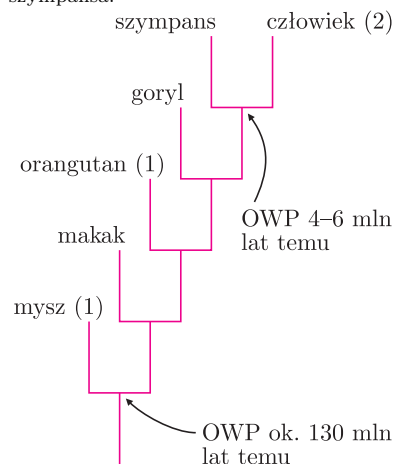 szympansa.
szympans
człowiek (2)
goryl
orangutan (1)
OWP 4–6 mln
lat temu
makak
mysz (1)
OWP ok. 130 mln
lat temu